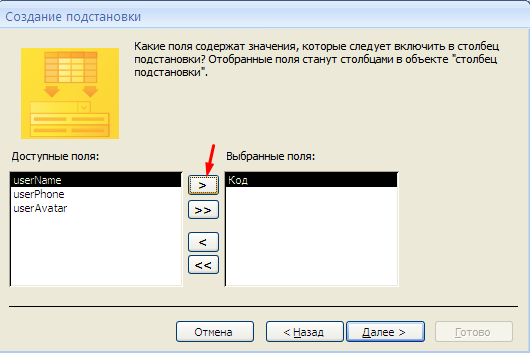 Создание подстановки
Какие поля содержат значения, которые следует включить в столбец
подстановки? Отобранные поля станут столбцами в объекте "столбец
подстановки".
Доступные поля:
Выбранные поля:
userName
userPhone
userAvatar
>
>>
<
<<
Код
Отмена
< Назад
Далее >
Готово